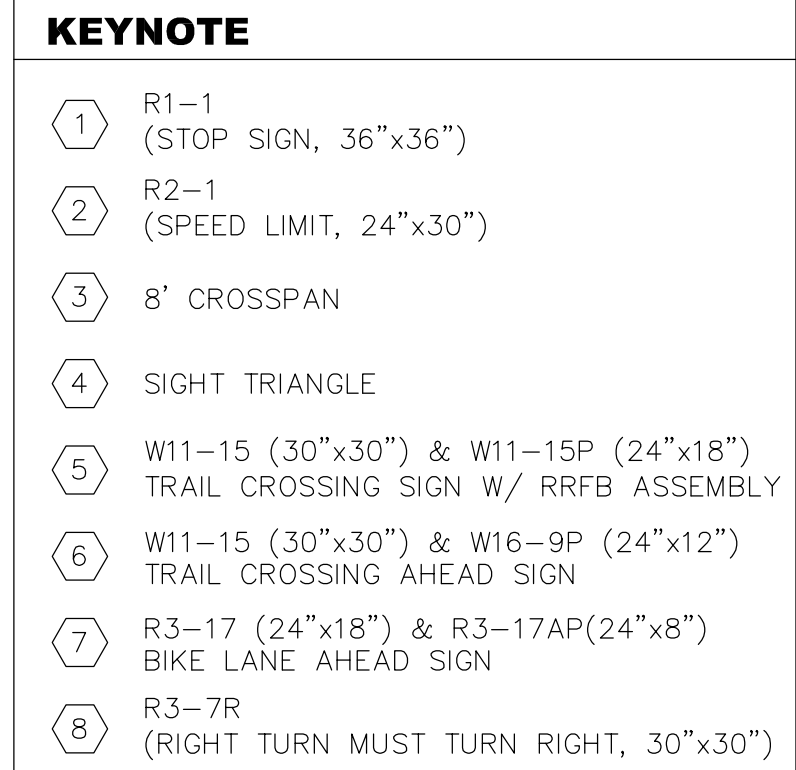 KEYNOTE
1 R1–1
(STOP SIGN, 36”x36”)
2 R2–1
(SPEED LIMIT, 24”x30”)
3 8’ CROSSPAN
4 SIGHT TRIANGLE
5 W11–15 (30”x30”) & W11–15P (24”x18”)
TRAIL CROSSING SIGN W/ RRFB ASSEMBLY
6 W11–15 (30”x30”) & W16–9P (24”x12”)
TRAIL CROSSING AHEAD SIGN
7 R3–17 (24”x18”) & R3–17AP(24”x8”)
BIKE LANE AHEAD SIGN
8 R3–7R
(RIGHT TURN MUST TURN RIGHT, 30”x30”)